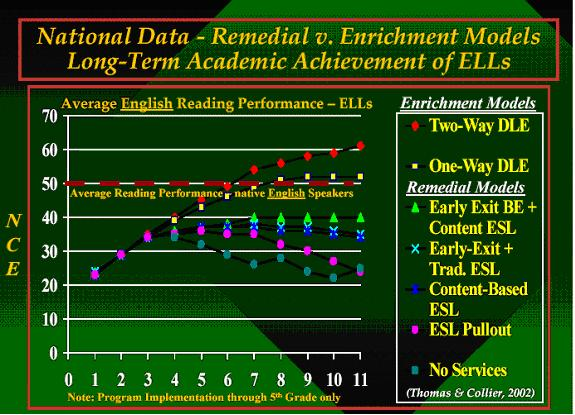 National Data - Remedial v. Enrichment Models
Long-Term Academic Achievement of ELLs
Average English Reading Performance – ELLs
70
60
50
40
30
20
10
0
N
C
E
Average Reading Performance native English Speakers
0 1 2 3 4 5 6 7 8 9 10 11
Note: Program Implementation through 5th Grade only
Enrichment Models
Two-Way DLE
One-Way DLE
Remedial Models
Early Exit BE +
Content ESL
Early-Exit +
Trad. ESL
Content-Based
ESL
ESL Pullout
No Services
(Thomas & Collier, 2002)